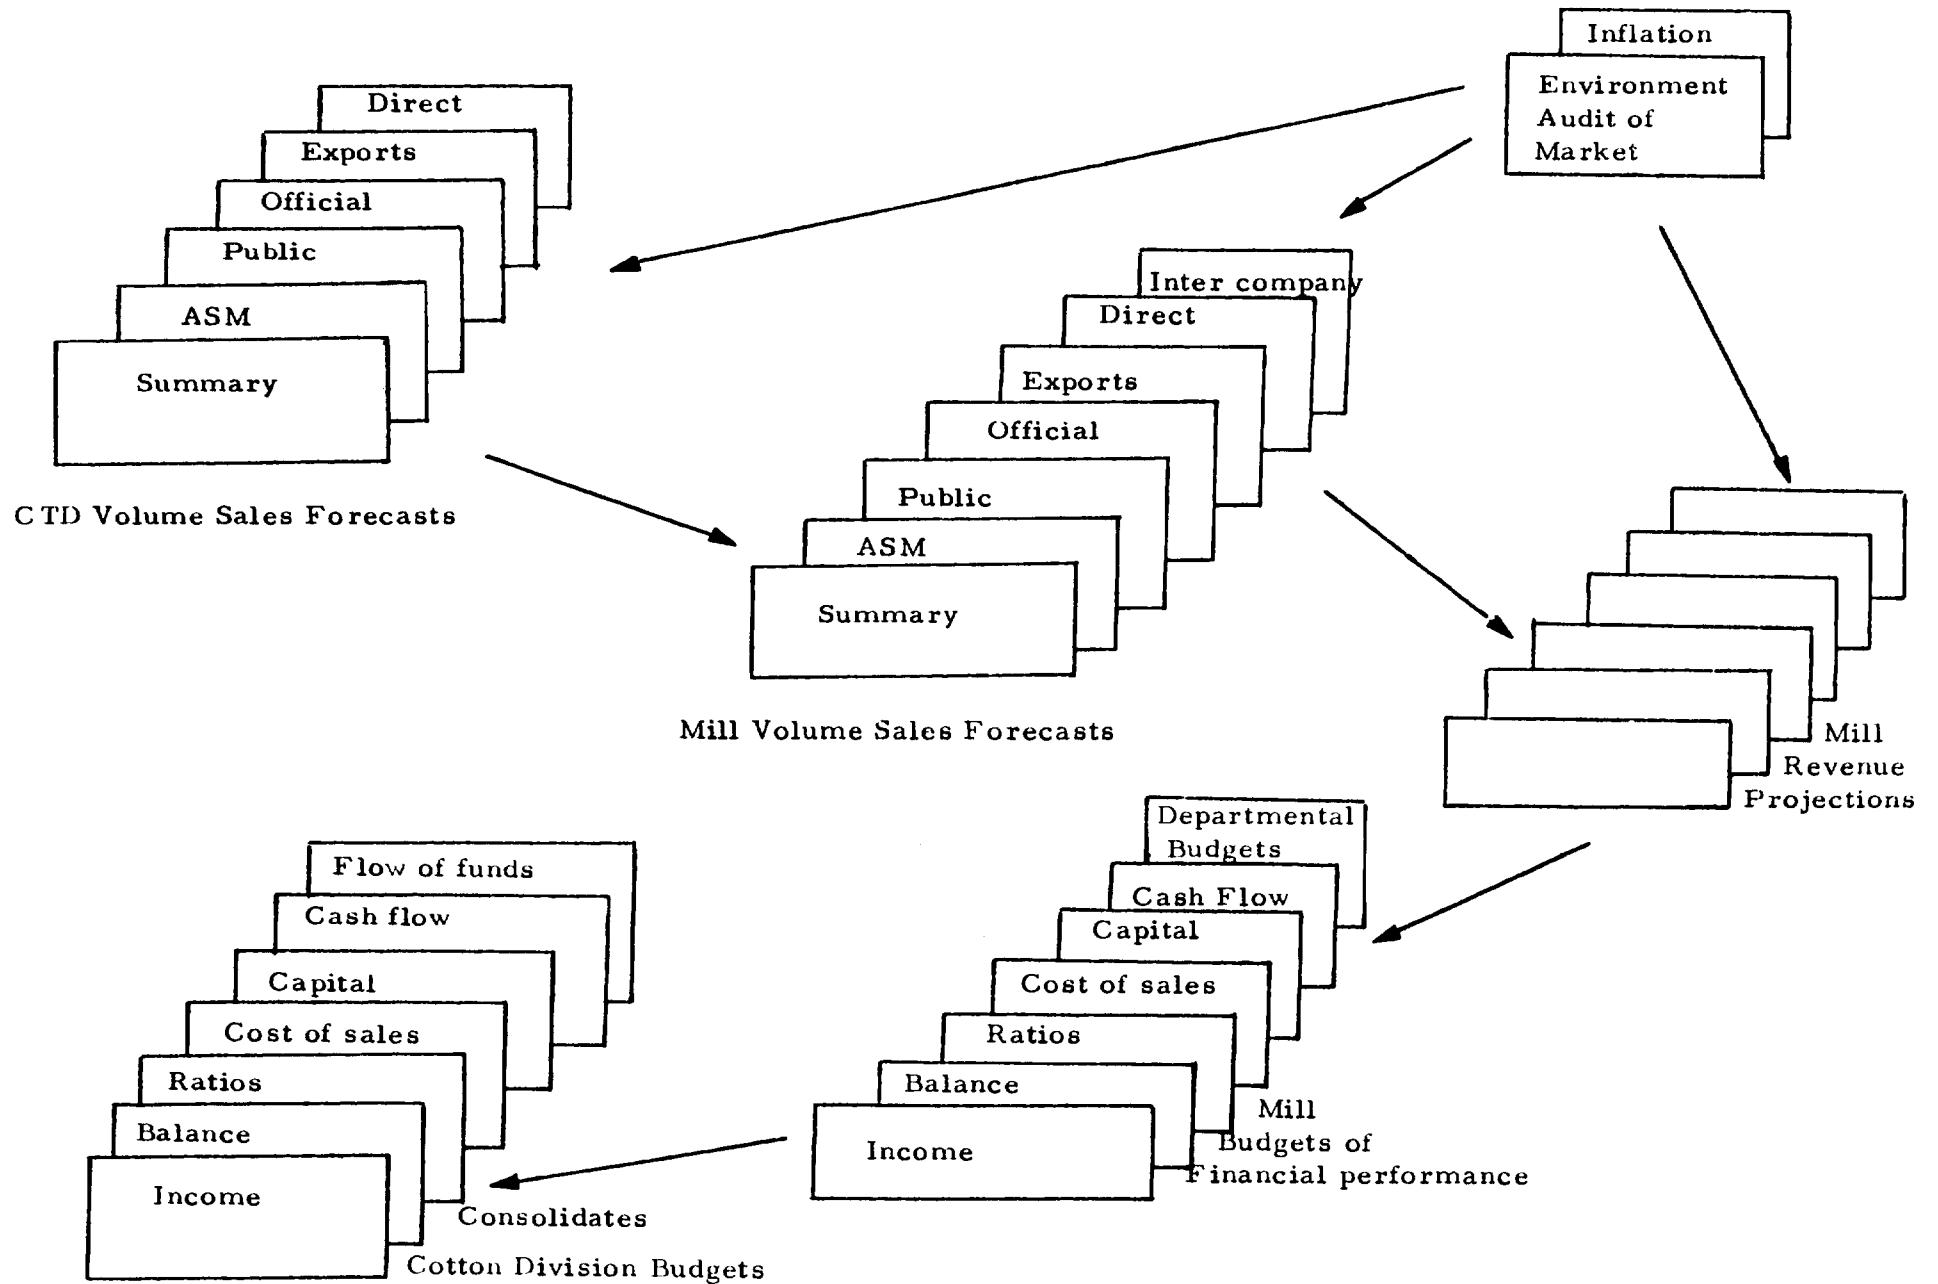 Inflation
Environment
Audit of
Market
Direct
Exports
Official
Public
ASM
Summary
CTD Volume Sales Forecasts
Inter company
Direct
Exports
Official
Public
ASM
Summary
Mill Volume Sales Forecasts
Mill
Revenue
Projections
Departmental
Budgets
Cash Flow
Capital
Cost of sales
Ratios
Balance
Income
Mill
Budgets of
Financial performance
Flow of funds
Cash flow
Capital
Cost of sales
Ratios
Balance
Income
Consolidates
Cotton Division Budgets